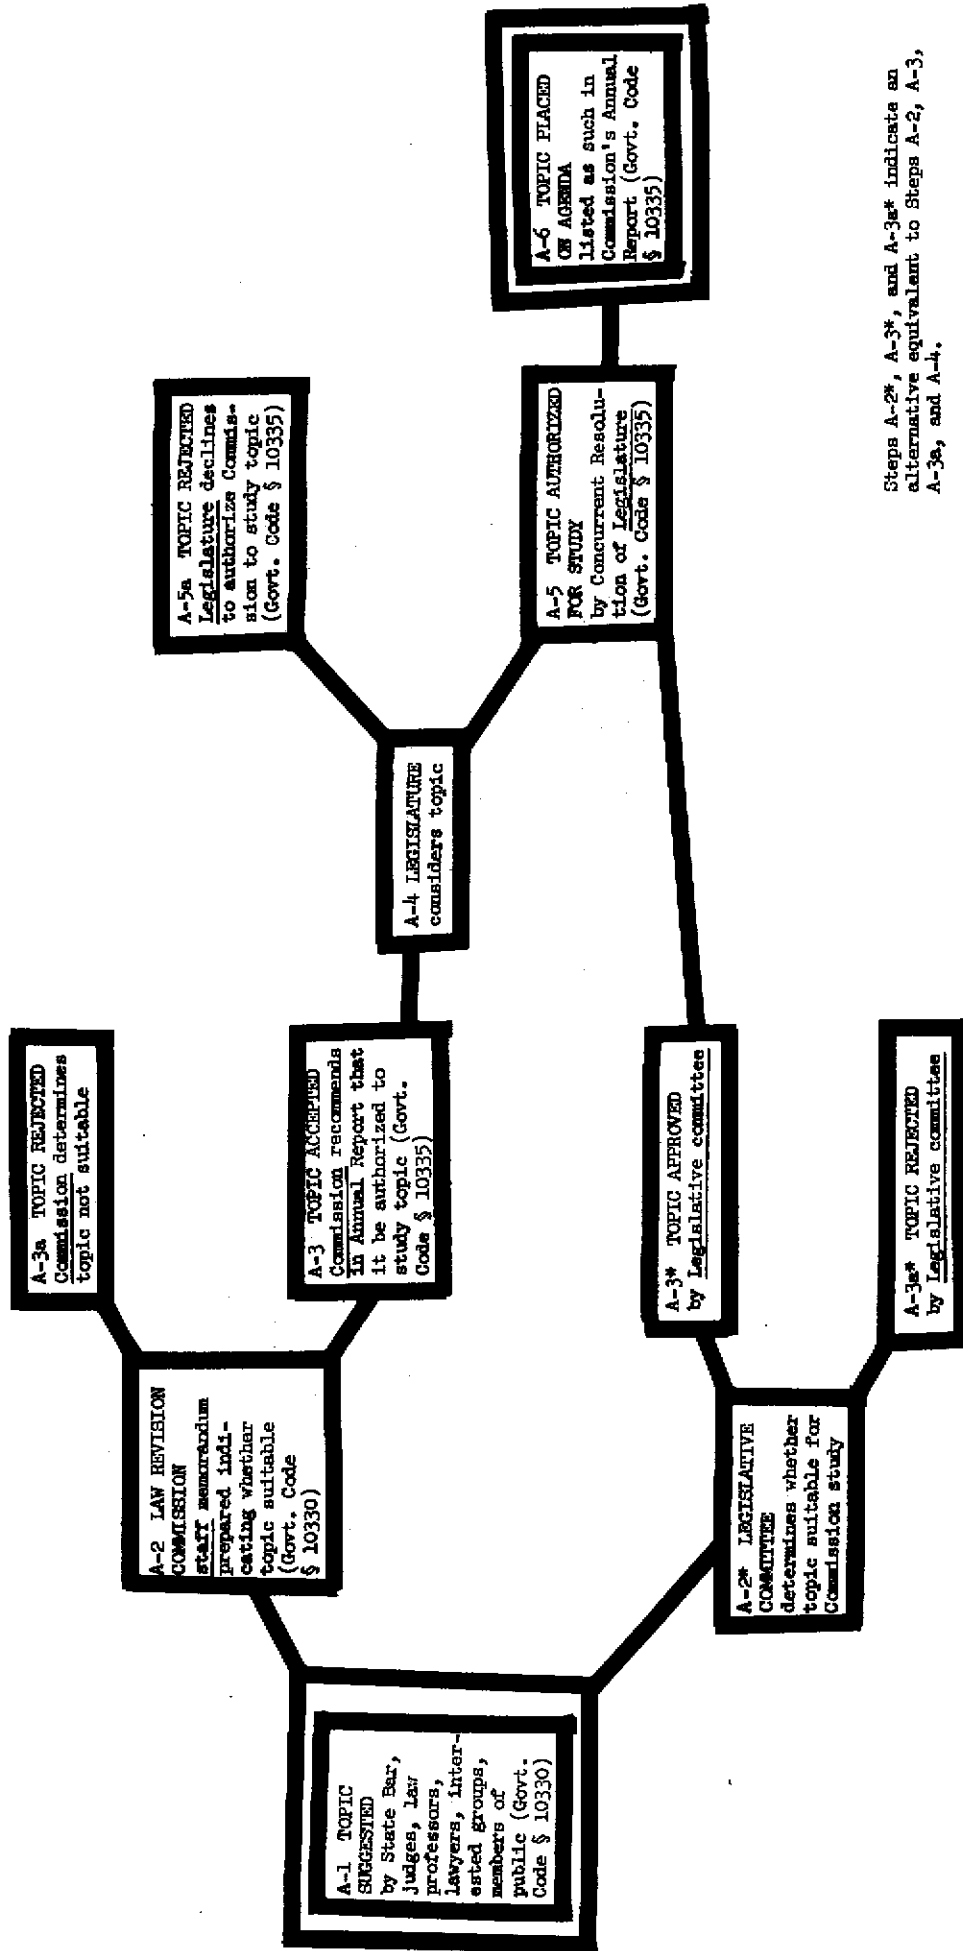 A-1 TOPIC
SUGGESTED
by State Bar,
judges, law
professors,
lawyers, inter-
ested groups,
members of
public (Govt.
Code § 10330)
A-2 LAW REVISION
COMMISSION
staff memorandum
prepared indi-
cating whether
topic suitable
(Govt. Code
§ 10330)
A-3a TOPIC REJECTED
Commission determines
topic not suitable
A-3 TOPIC ACCEPTED
Commission recommends
in Annual Report that
it be authorized to
study topic (Govt.
Code § 10335)
A-4 LEGISLATURE
considers topic
A-5a TOPIC REJECTED
Legislature declines
to authorize Commis-
sion to study topic
(Govt. Code § 10335)
A-5 TOPIC AUTHORIZED
FOR STUDY
by Concurrent Resolu-
tion of Legislature
(Govt. Code § 10335)
A-6 TOPIC PLACED
ON AGENDA
listed as such in
Commission's Annual
Report (Govt. Code
§ 10335)
A-2* LEGISLATIVE
COMMITTEE
determines whether
topic suitable for
Commission study
A-3* TOPIC APPROVED
by Legislative committee
A-3a* TOPIC REJECTED
by Legislative committee
Steps A-2*, A-3*, and A-3a* indicate an
alternative equivalent to Steps A-2, A-3,
A-3a, and A-4.